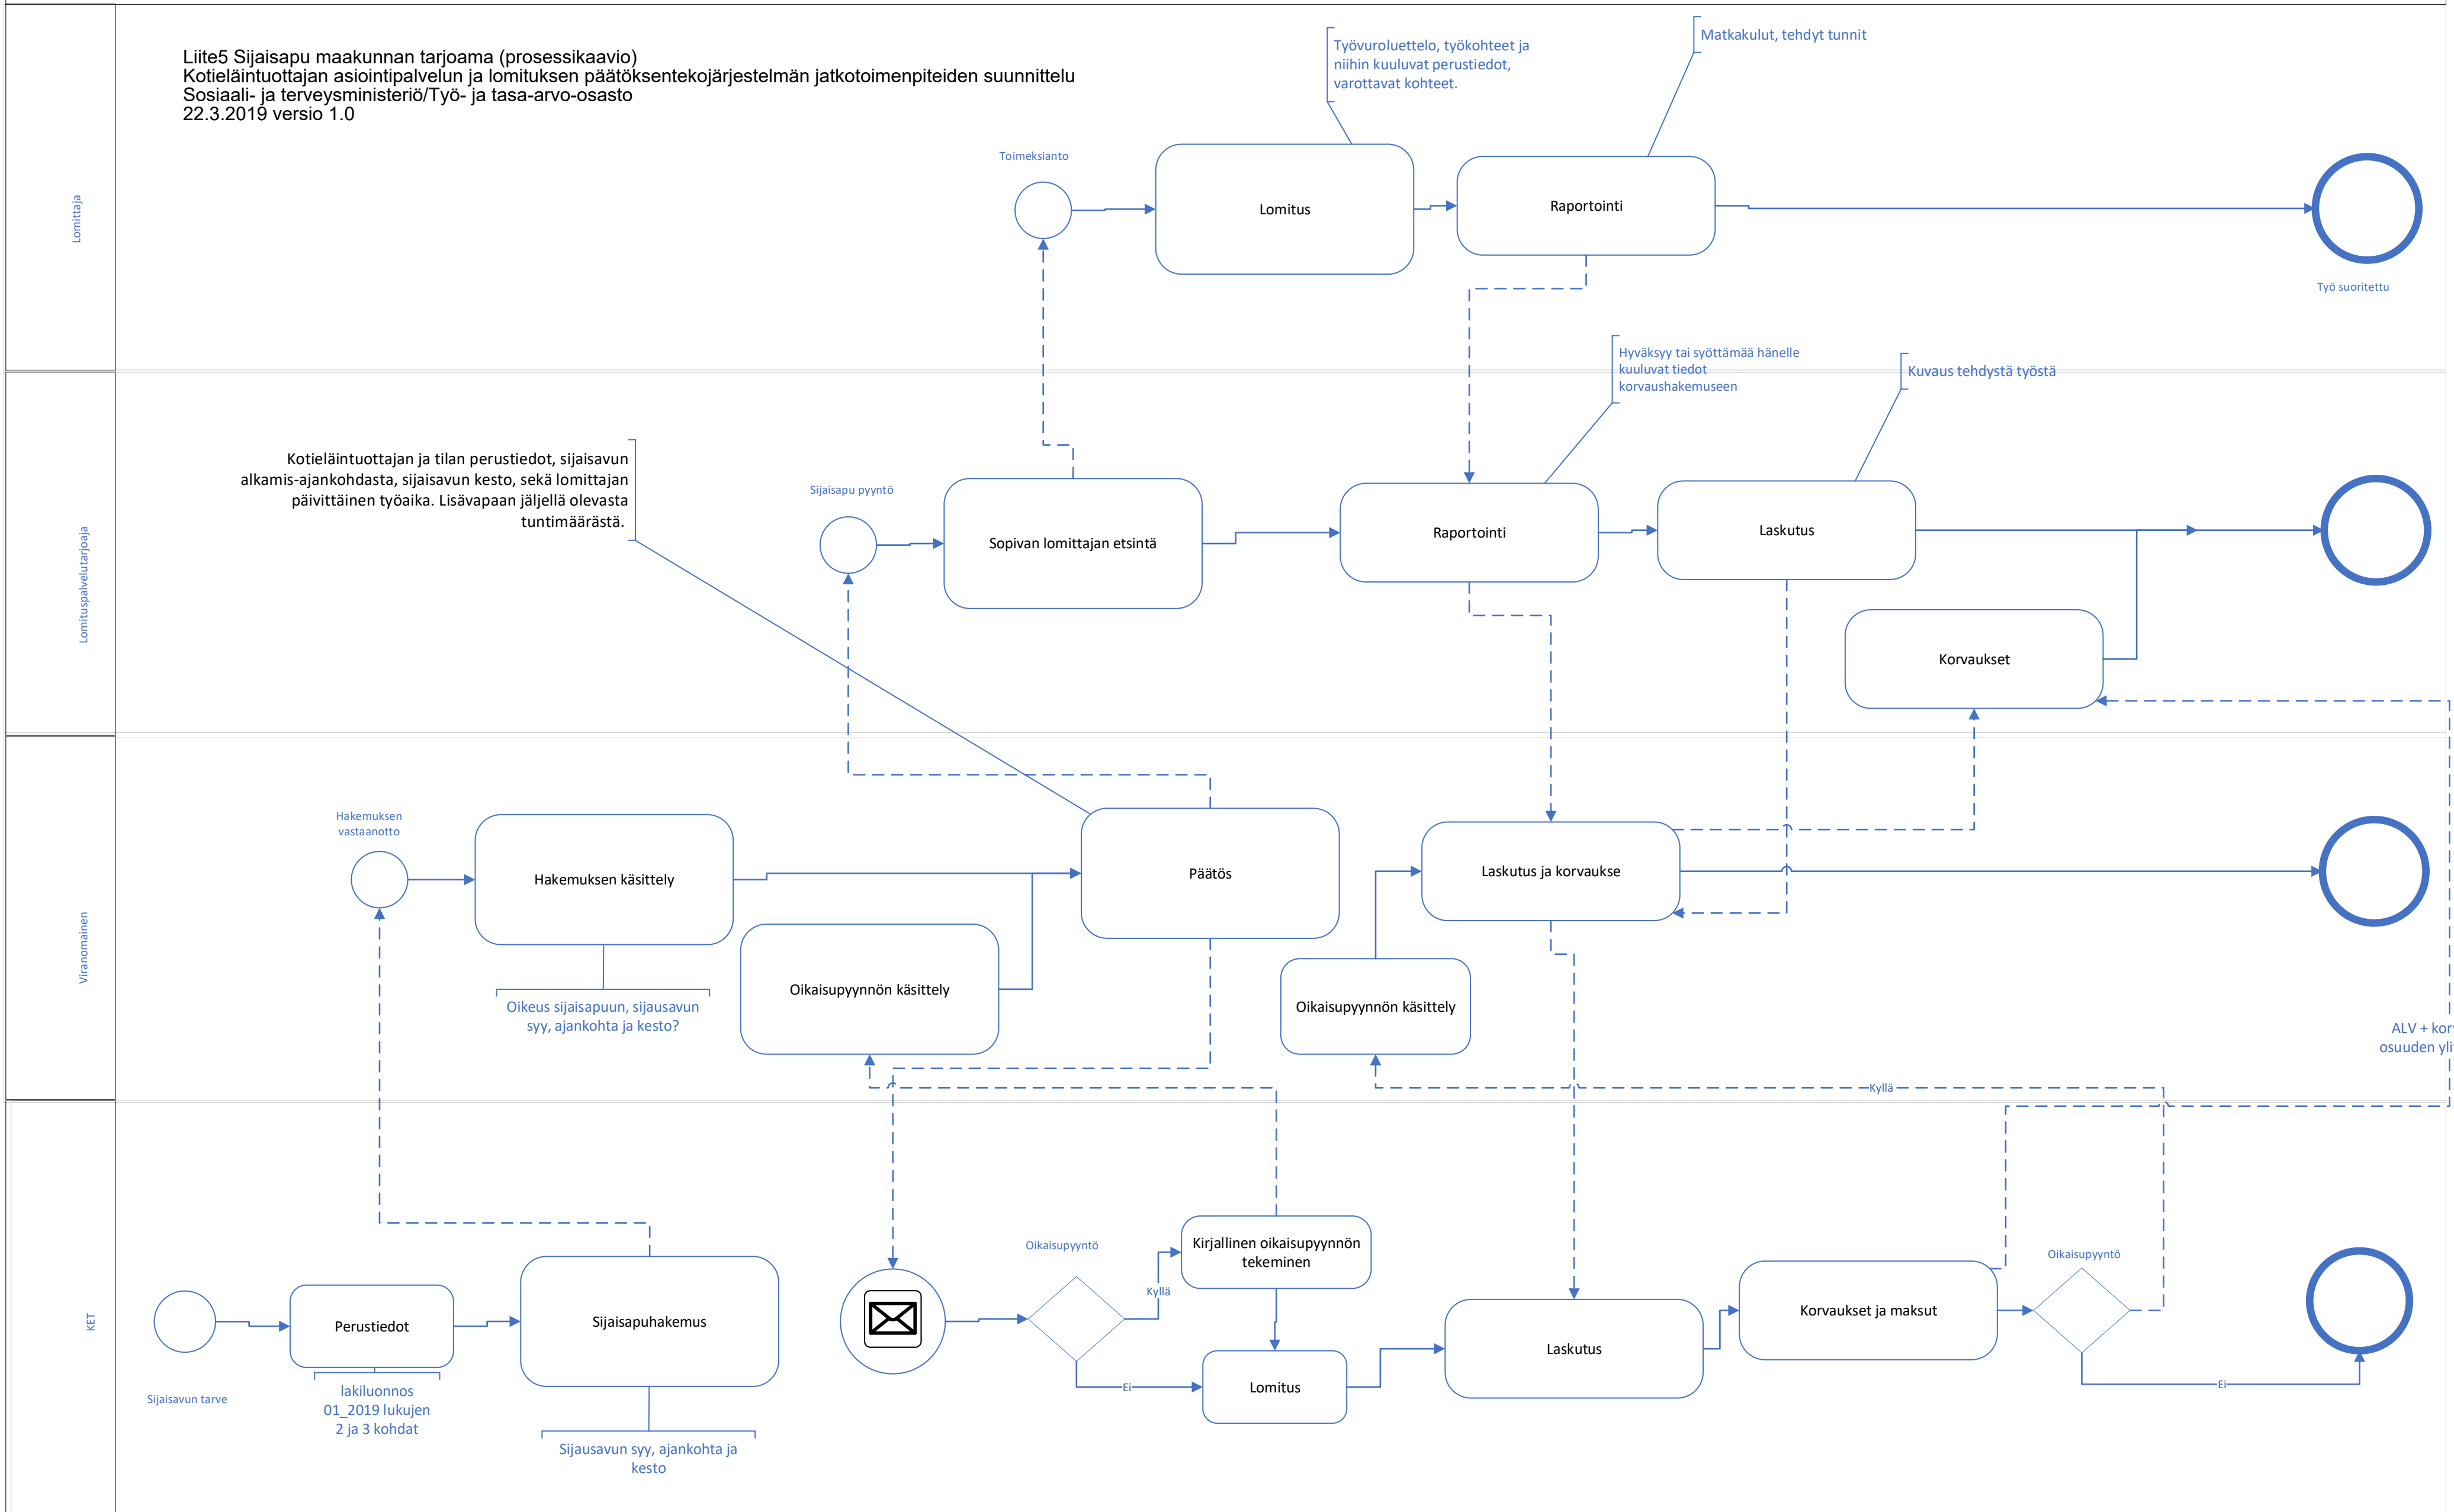 Liite5 Sijaisapu maakunnan tarjoama (prosessikaavio)
Kotieläintuottajan asiointipalvelun ja lomituksen päätöksentekojärjestelmän jatkotoimenpiteiden suunnittelu
Sosiaali- ja terveysministeriö/Työ- ja tasa-arvo-osasto
22.3.2019 versio 1.0
Lomittaja
Toimeksianto
Työvuroluettelo, työkohteet ja
niihin kuuluvat perustiedot,
varottavat kohteet.
Matkakulut, tehdyt tunnit
Lomitus
Raportointi
Työ suoritettu
Lomituspalvelutarjoaja
Kotieläintuottajan ja tilan perustiedot, sijaisavun
alkamis-ajankohdasta, sijaisavun kesto, sekä lomittajan
päivittäinen työaika. Lisävapaan jäljellä olevasta
tuntimäärästä.
Sijaisapu pyyntö
Sopivan lomittajan etsintä
Hyväksyy tai syöttämää hänelle
kuuluvat tiedot
korvaushakemuseen
Kuvaus tehdystä työstä
Raportointi
Laskutus
Korvaukset
Viranomainen
Hakemuksen
vastaanotto
Hakemuksen käsittely
Oikeus sijaisapuun, sijausavun
syy, ajankohta ja kesto?
Oikaisupyynnön käsittely
Päätös
Laskutus ja korvaukse
Oikaisupyynnön käsittely
ALV + kor
osuuden yli
Kyllä
KET
Sijaisavun tarve
Perustiedot
lakiluonnos
01_2019 lukujen
2 ja 3 kohdat
Sijaisapuhakemus
Sijausavun syy, ajankohta ja
kesto
Oikaisupyyntö
Kyllä
Kirjallinen oikaisupyynnön
tekeminen
Ei
Lomitus
Laskutus
Korvaukset ja maksut
Oikaisupyyntö
Ei